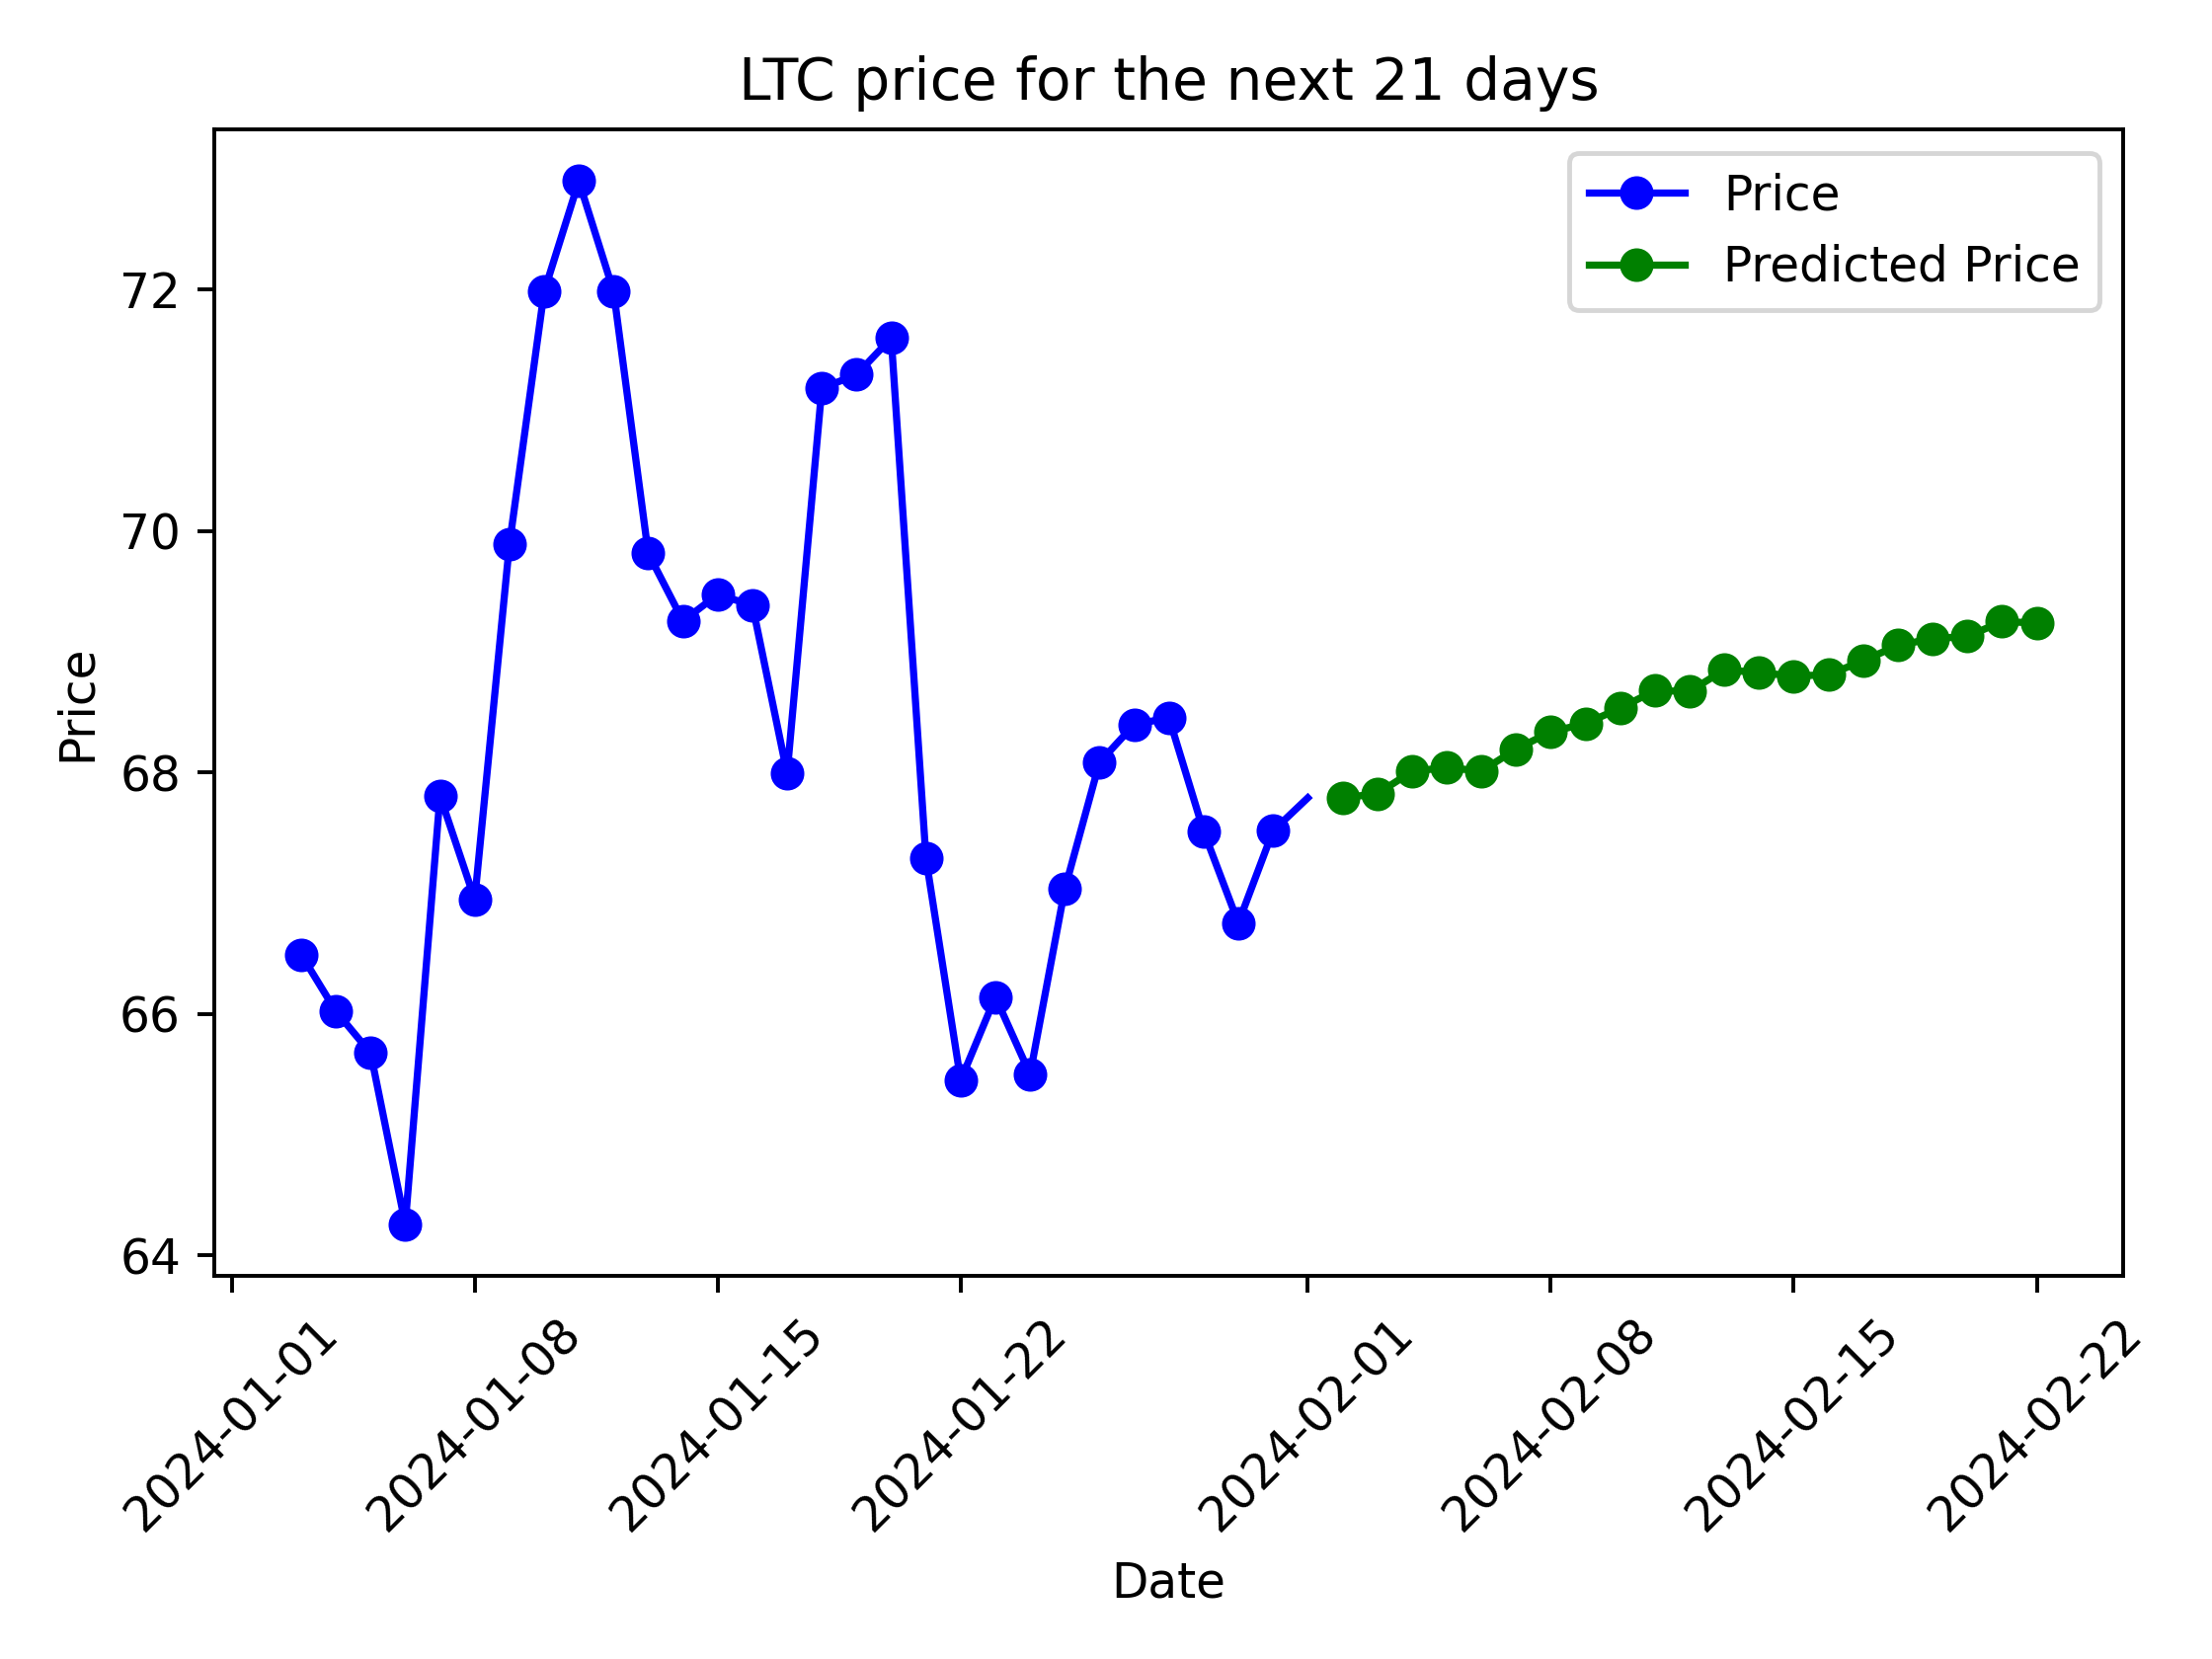 LTC price for the next 21 days
Price
Predicted Price
72
70
68
66
64
Price
2024-01-01
2024-01-08
2024-01-15
2024-01-22
2024-02-01
2024-02-08
2024-02-15
2024-02-22
Date